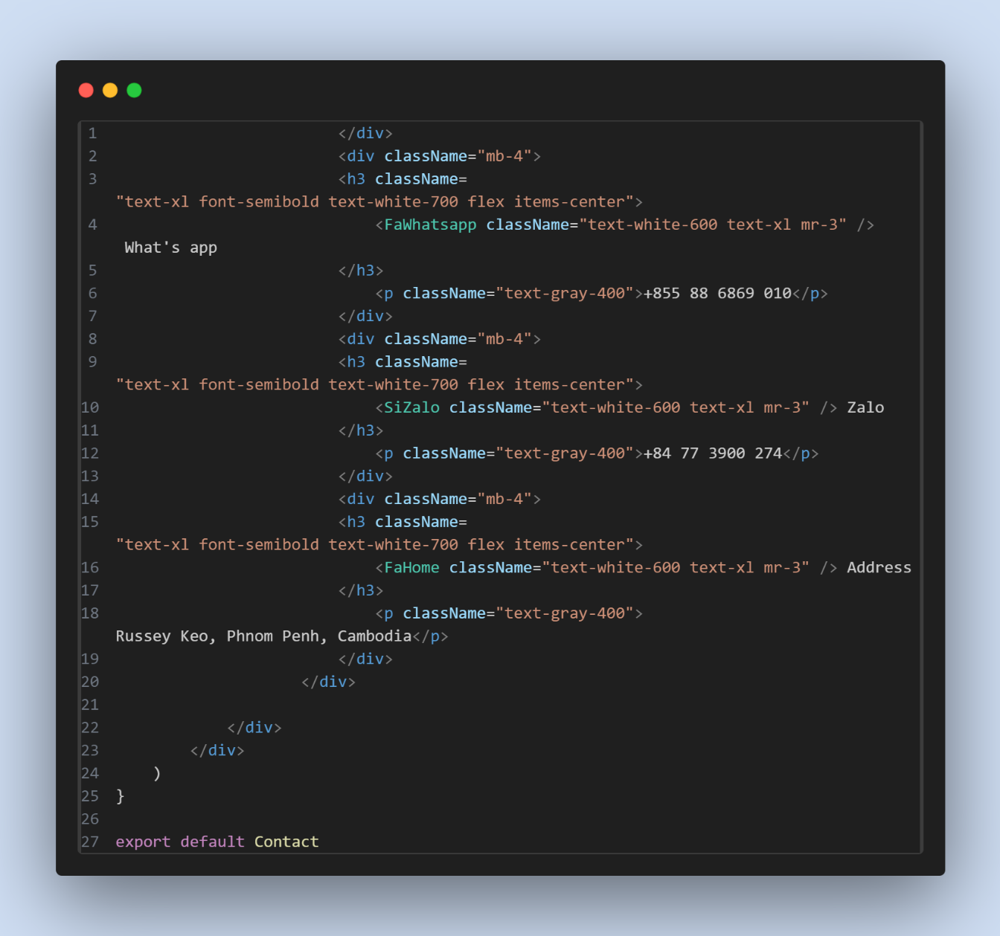 1                          </div>
2                          <div className="mb-4">
3                          <h3 className=
"text-xl font-semibold text-white-700 flex items-center">
4                              <FaWhatsapp className="text-white-600 text-xl mr-3" />
 What's app
5                          </h3>
6                              <p className="text-gray-400">+855 88 6869 010</p>
7                          </div>
8                          <div className="mb-4">
9                          <h3 className=
"text-xl font-semibold text-white-700 flex items-center">
10                             <SiZalo className="text-white-600 text-xl mr-3" /> Zalo
11                         </h3>
12                             <p className="text-gray-400">+84 77 3900 274</p>
13                         </div>
14                         <div className="mb-4">
15                         <h3 className=
"text-xl font-semibold text-white-700 flex items-center">
16                             <FaHome className="text-white-600 text-xl mr-3" /> Address
17                         </h3>
18                             <p className="text-gray-400">
Russey Keo, Phnom Penh, Cambodia</p>
19                         </div>
20                     </div>
21
22             </div>
23         </div>
24     )
25 }
26
27 export default Contact